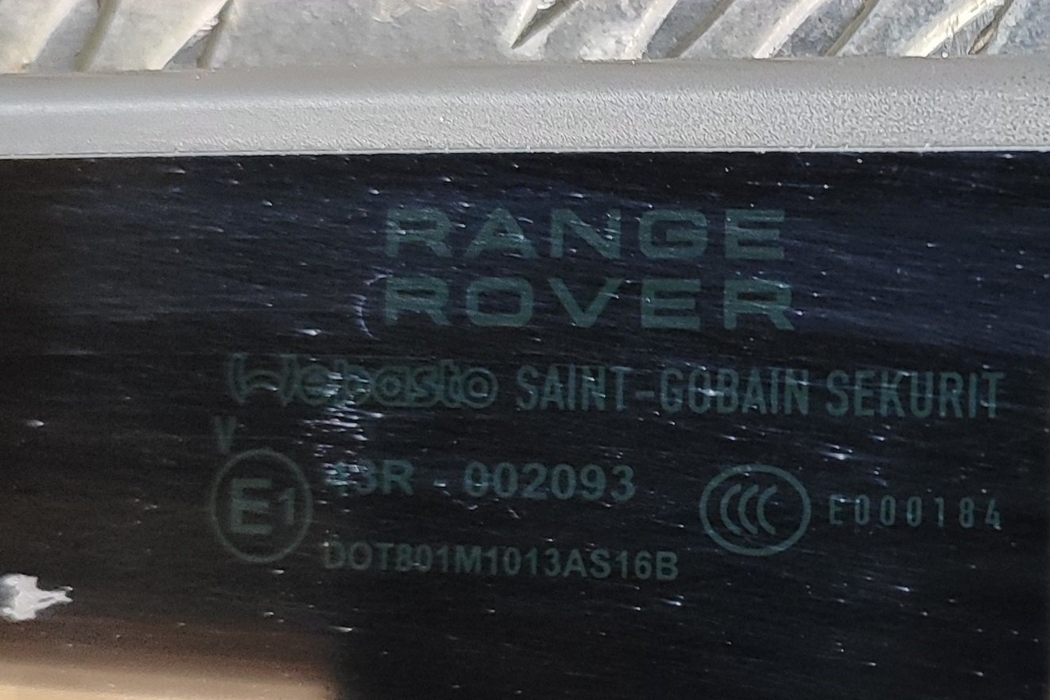 RANGE
ROVER
Webasto SAINT-GOBAIN SEKURIT
V
E1 43R - 002093 CCC E000184
DOT801M1013AS16B